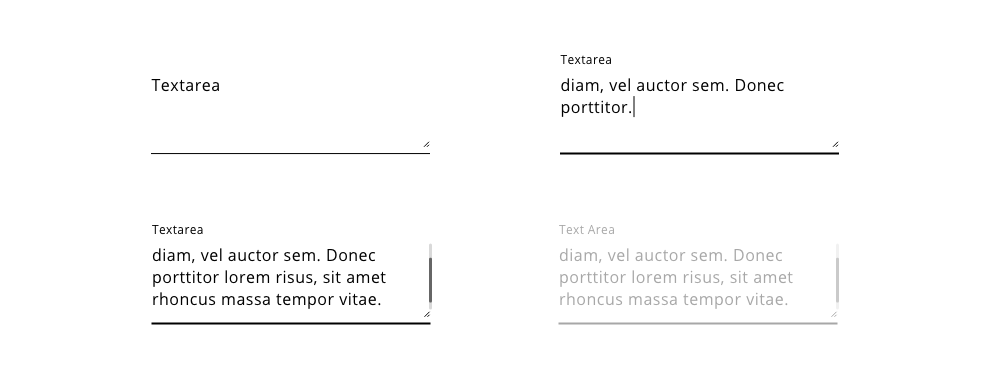 Textarea
Textarea
diam, vel auctor sem. Donec
porttitor.
Textarea
diam, vel auctor sem. Donec
porttitor lorem risus, sit amet
rhoncus massa tempor vitae.
Text Area
diam, vel auctor sem. Donec
porttitor lorem risus, sit amet
rhoncus massa tempor vitae.